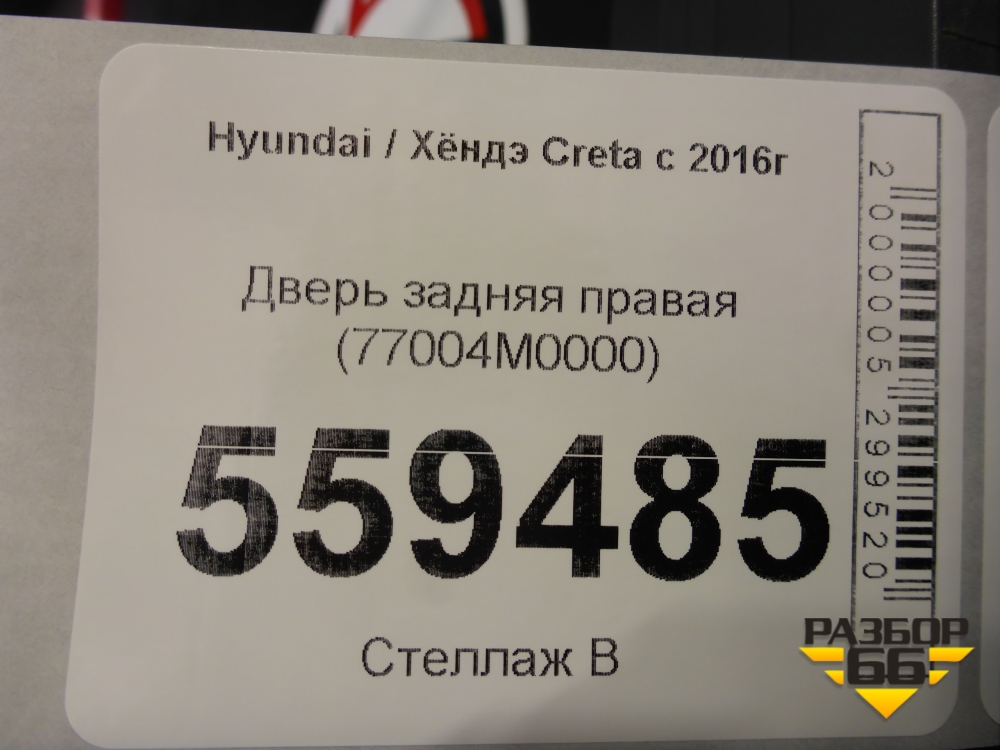 Hyundai / Хёндэ Creta с 2016г
Дверь задняя правая
(77004M0000)
559485
Стеллаж В
2000005299520
РАЗБОР
66